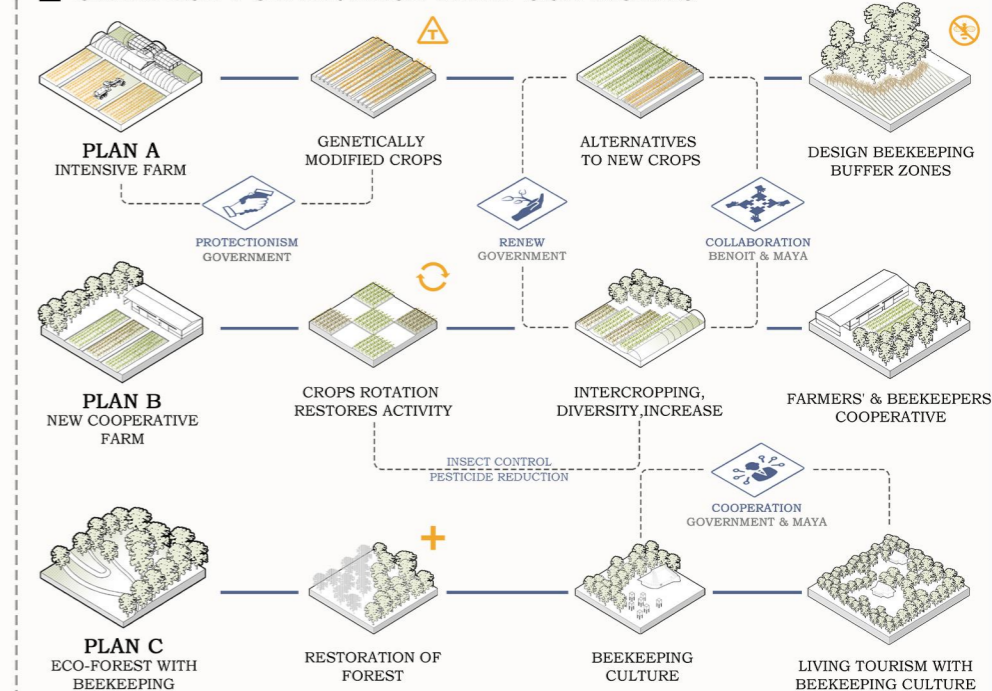 PLAN A
INTENSIVE FARM
GENETICALLY
MODIFIED CROPS
ALTERNATIVES
TO NEW CROPS
DESIGN BEEKEEPING
BUFFER ZONES
PROTECTIONISM
GOVERNMENT
RENEW
GOVERNMENT
COLLABORATION
BENOIT & MAYA
PLAN B
NEW COOPERATIVE
FARM
CROPS ROTATION
RESTORES ACTIVITY
INTERCROPPING,
DIVERSITY,INCREASE
FARMERS' & BEEKEEPERS
COOPERATIVE
INSECT CONTROL
PESTICIDE REDUCTION
COOPERATION
GOVERNMENT & MAYA
PLAN C
ECO-FOREST WITH
BEEKEEPING
RESTORATION OF
FOREST
BEEKEEPING
CULTURE
LIVING TOURISM WITH
BEEKEEPING CULTURE